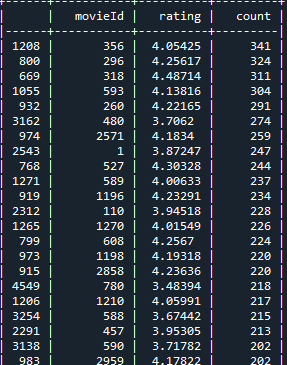 movieId | rating | count
1208 | 356 | 4.05425 | 341
800 | 296 | 4.25617 | 324
669 | 318 | 4.48714 | 311
1055 | 593 | 4.13816 | 304
932 | 260 | 4.22165 | 291
3162 | 480 | 3.7062 | 274
974 | 2571 | 4.1834 | 259
2543 | 1 | 3.87247 | 247
768 | 527 | 4.30328 | 244
1271 | 589 | 4.00633 | 237
919 | 1196 | 4.23291 | 234
2312 | 110 | 3.94518 | 228
1265 | 1270 | 4.01549 | 226
799 | 608 | 4.2567 | 224
973 | 1198 | 4.19318 | 220
915 | 2858 | 4.23636 | 220
4549 | 780 | 3.48394 | 218
1206 | 1210 | 4.05991 | 217
3254 | 588 | 3.67442 | 215
2291 | 457 | 3.95305 | 213
3138 | 590 | 3.71782 | 202
983 | 2959 | 4.17822 | 202